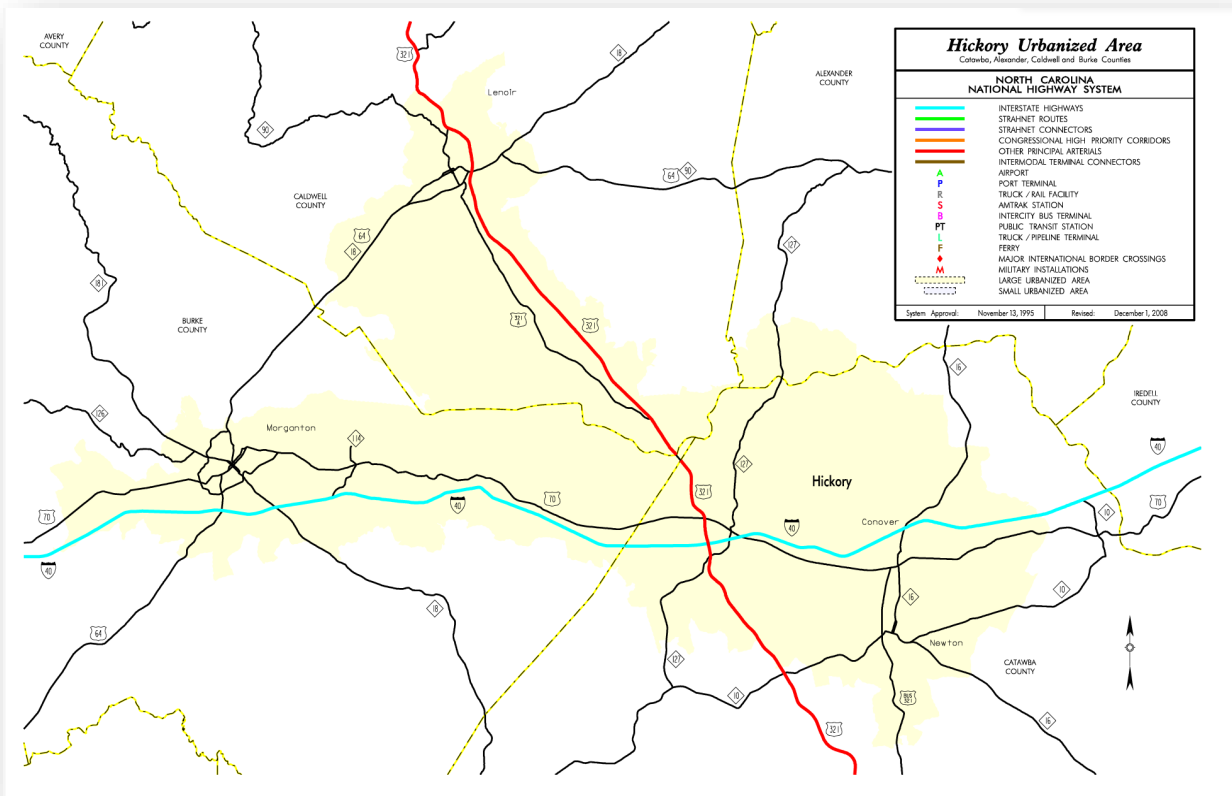 AVERY
COUNTY
321
18
Lenoir
ALEXANDER
COUNTY
Hickory Urbanized Area
Catawba, Alexander, Caldwell and Burke Counties
NORTH CAROLINA
NATIONAL HIGHWAY SYSTEM
INTERSTATE HIGHWAYS
STRAHNET ROUTES
STRAHNET CONNECTORS
CONGRESSIONAL HIGH PRIORITY CORRIDORS
OTHER PRINCIPAL ARTERIALS
INTERMODAL TERMINAL CONNECTORS
A AIRPORT
P PORT TERMINAL
R TRUCK / RAIL FACILITY
S AMTRAK STATION
B INTERCITY BUS TERMINAL
PT PUBLIC TRANSIT STATION
L TRUCK / PIPELINE TERMINAL
F FERRY
MAJOR INTERNATIONAL BORDER CROSSINGS
M MILITARY INSTALLATIONS
LARGE URBANIZED AREA
SMALL URBANIZED AREA
System Approval: November 13, 1995 Revised: December 1, 2008
90
64 90
CALDWELL
COUNTY
64
18
127
181
BURKE
COUNTY
321
A
321
16
IREDELL
COUNTY
126
Morganton
114
40
127
Hickory
321
70
40
70
70
40
Conover
10
40
18
16
10
64
Newton
127
CATAWBA
COUNTY
10
BUS
321
16
321